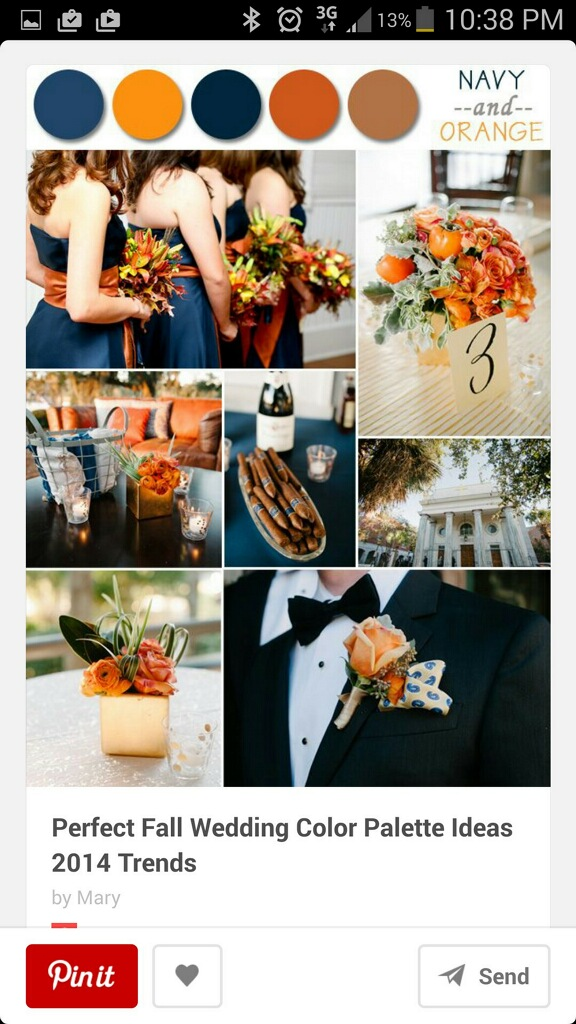 3G 13% 10:38 PM
NAVY
--and--
ORANGE
3
Perfect Fall Wedding Color Palette Ideas
2014 Trends
by Mary
Pin it
Send